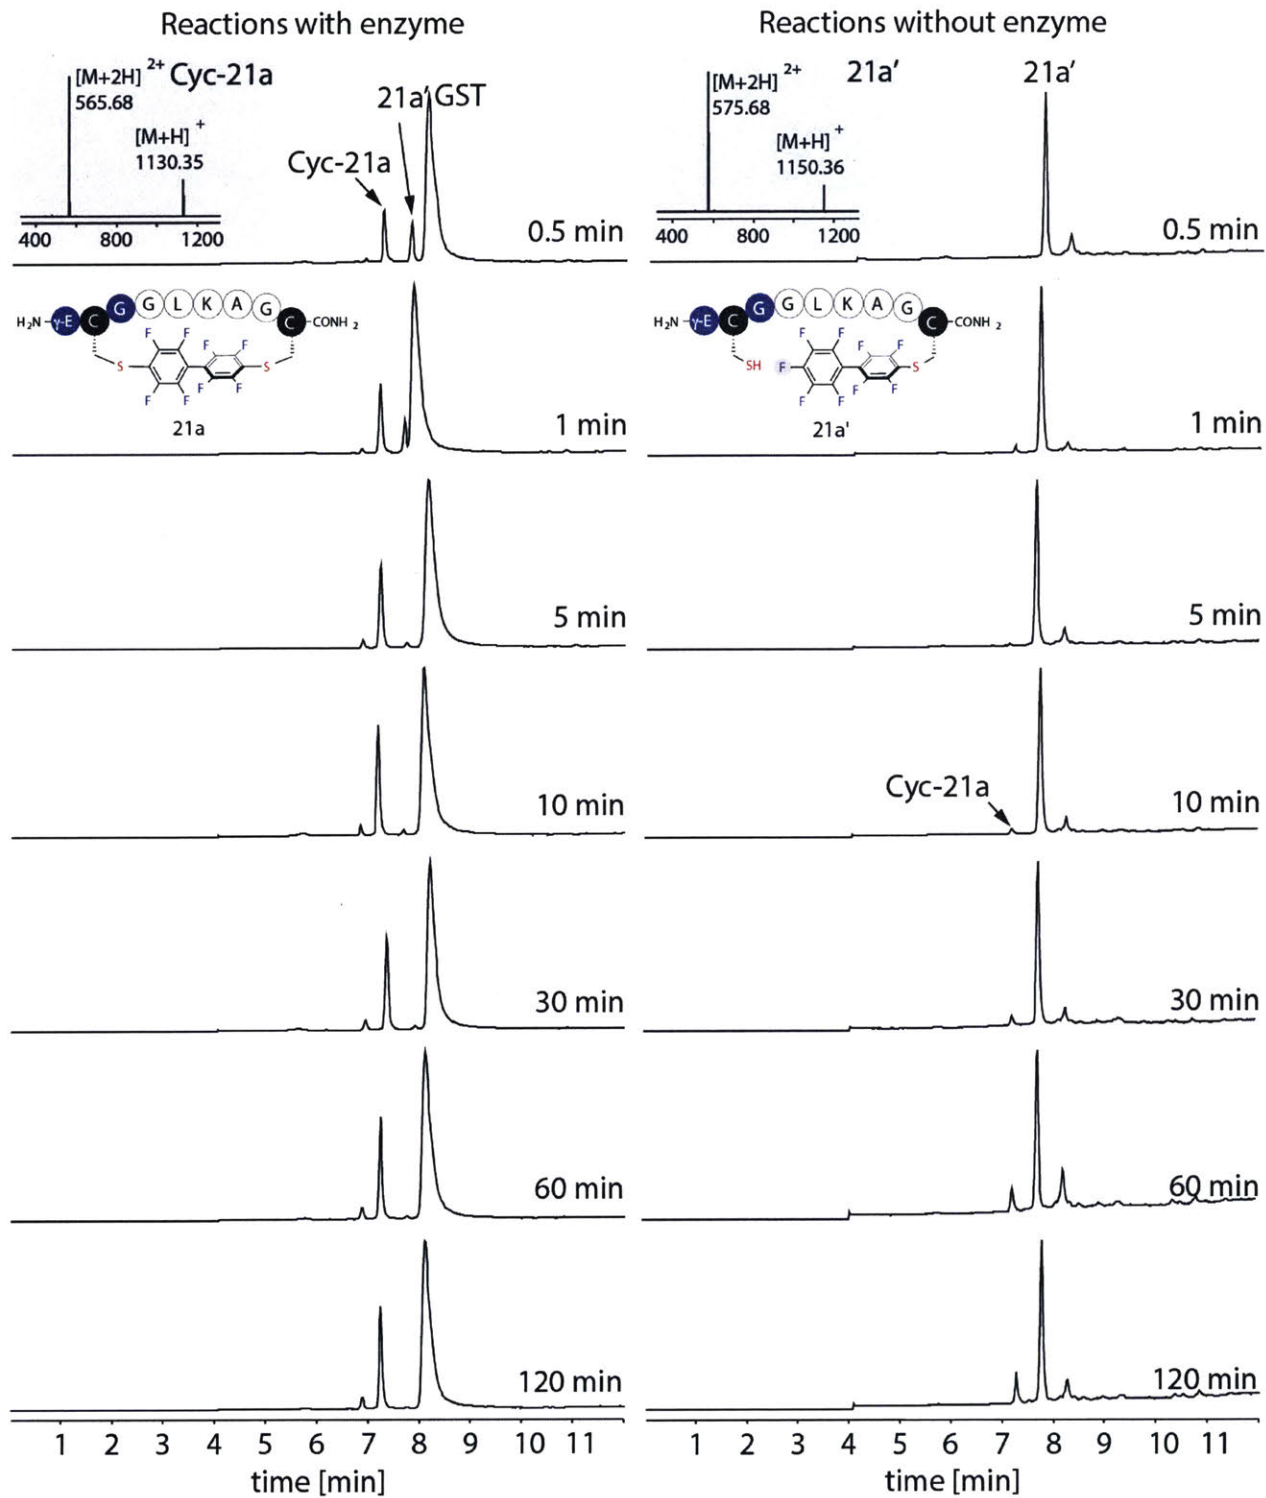 Reactions with enzyme
[M+2H] 2+ Cyc-21a
565.68
[M+H] +
1130.35
400 800 1200
Cyc-21a
21a' GST
0.5 min
H2N γ-E C G G L K A G C CONH 2
F F F F
S S
F F F F
21a
1 min
5 min
10 min
30 min
60 min
120 min
1 2 3 4 5 6 7 8 9 10 11
time [min]
Reactions without enzyme
[M+2H] 2+ 21a'
575.68
[M+H] +
1150.36
400 800 1200
21a'
0.5 min
H2N γ-E C G G L K A G C CONH 2
F F F F
SH F S
F F F F
21a'
1 min
5 min
Cyc-21a
10 min
30 min
60 min
120 min
1 2 3 4 5 6 7 8 9 10 11
time [min]